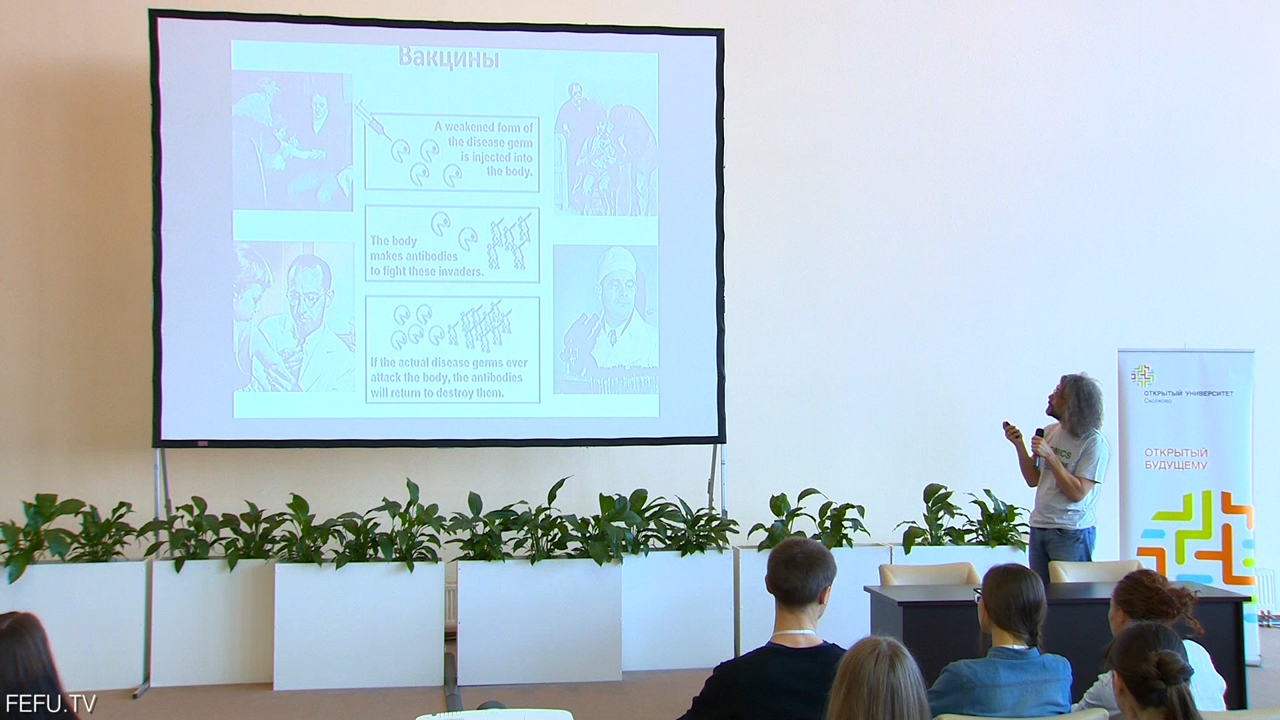 Вакцины
A weakened form of
the disease germ
is injected into
the body.
The body
makes antibodies
to fight these invaders.
If the actual disease germs ever
attack the body, the antibodies
will return to destroy them.
ОТКРЫТЫЙ УНИВЕРСИТЕТ
Сколково
ОТКРЫТЫЙ
БУДУЩЕМУ
FEFU.TV